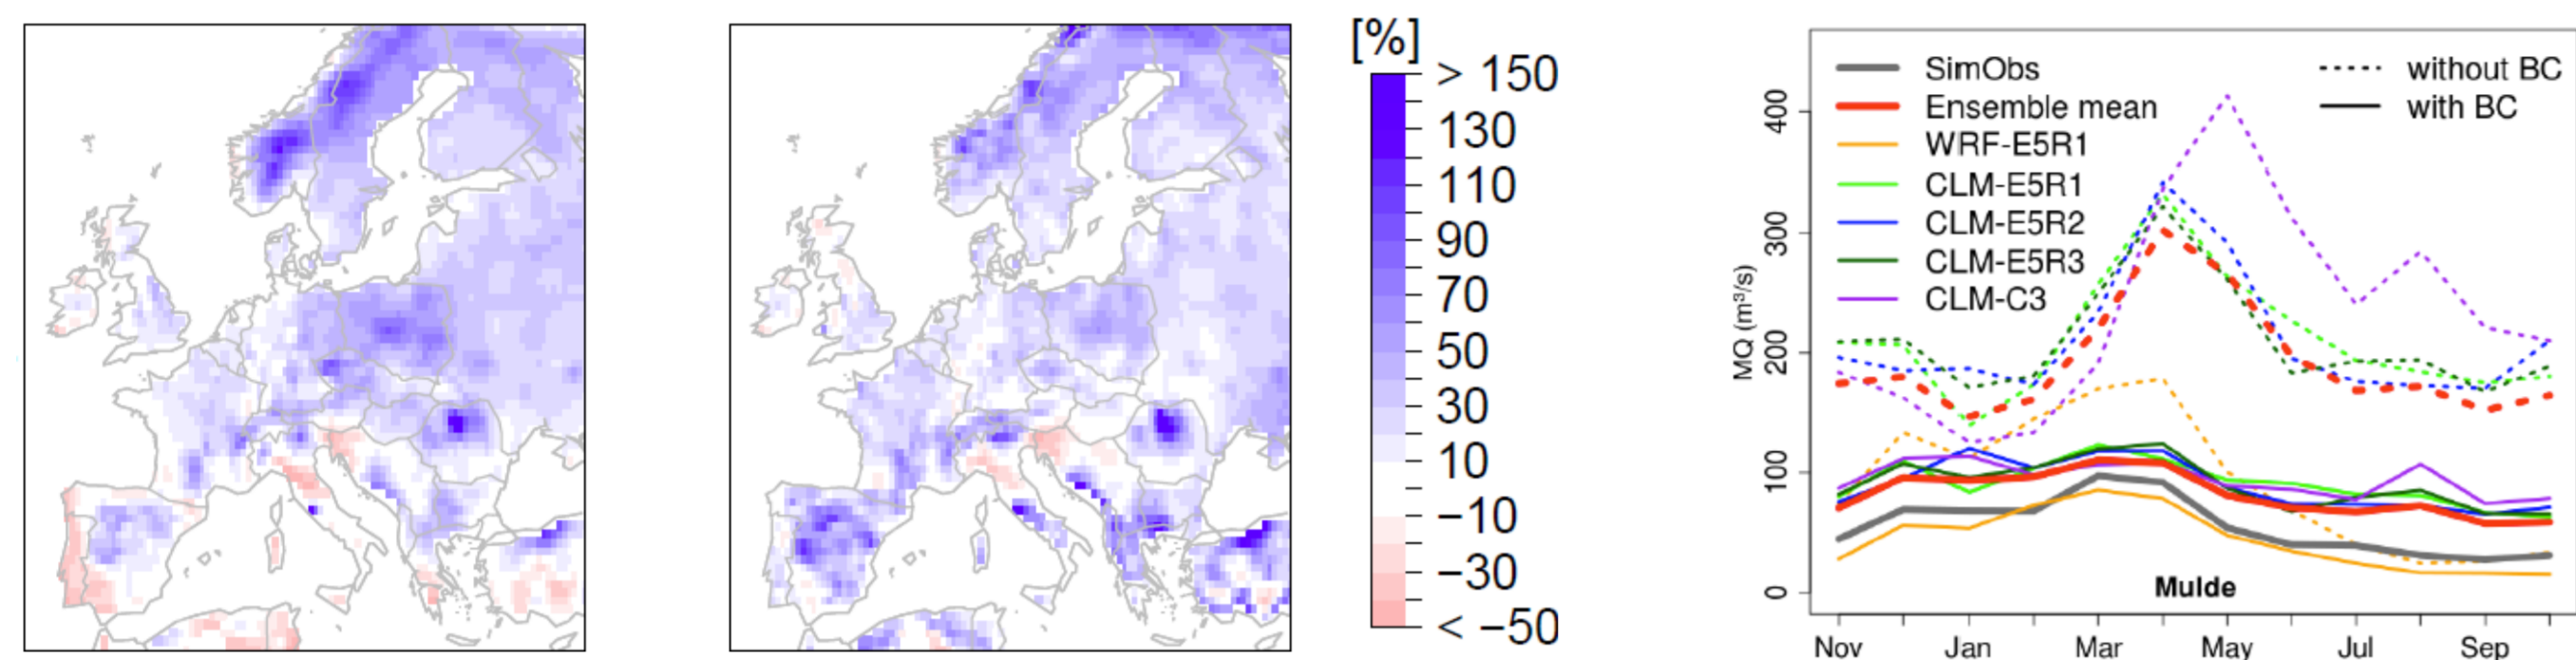 [%]
> 150
130
110
90
70
50
30
10
−10
−30
< −50
SimObs
Ensemble mean
WRF-E5R1
CLM-E5R1
CLM-E5R2
CLM-E5R3
CLM-C3
without BC
with BC
MQ (m³/s)
400
300
200
100
0
Mulde
Nov Jan Mar May Jul Sep